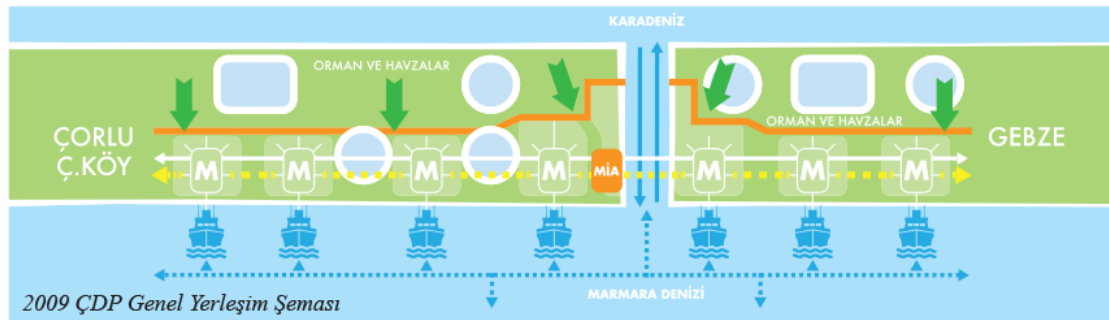 KARADENİZ
ORMAN VE HAVZALAR
ORMAN VE HAVZALAR
ÇORLU
Ç.KÖY
GEBZE
M
M
M
M
MİA
M
M
M
MARMARA DENİZİ
2009 ÇDP Genel Yerleşim Şeması